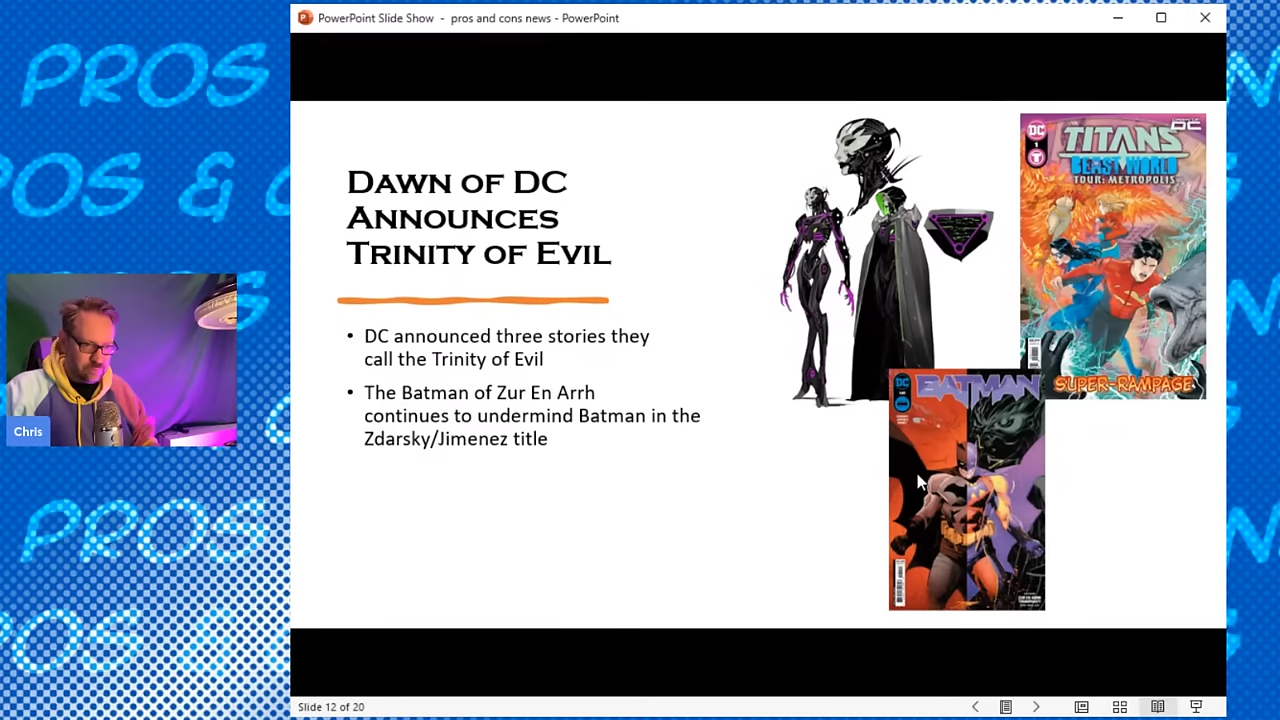 PowerPoint Slide Show - pros and cons news - PowerPoint
PROS
PROS
Chris
DAWN OF DC
ANNOUNCES
TRINITY OF EVIL
• DC announced three stories they
call the Trinity of Evil
• The Batman of Zur En Arrh
continues to undermind Batman in the
Zdarsky/Jimenez title
DC
1
T
DC
TITANS
BEAST WORLD
TOUR: METROPOLIS
SUPER-RAMPAGE
DC
BATMAN
Slide 12 of 20